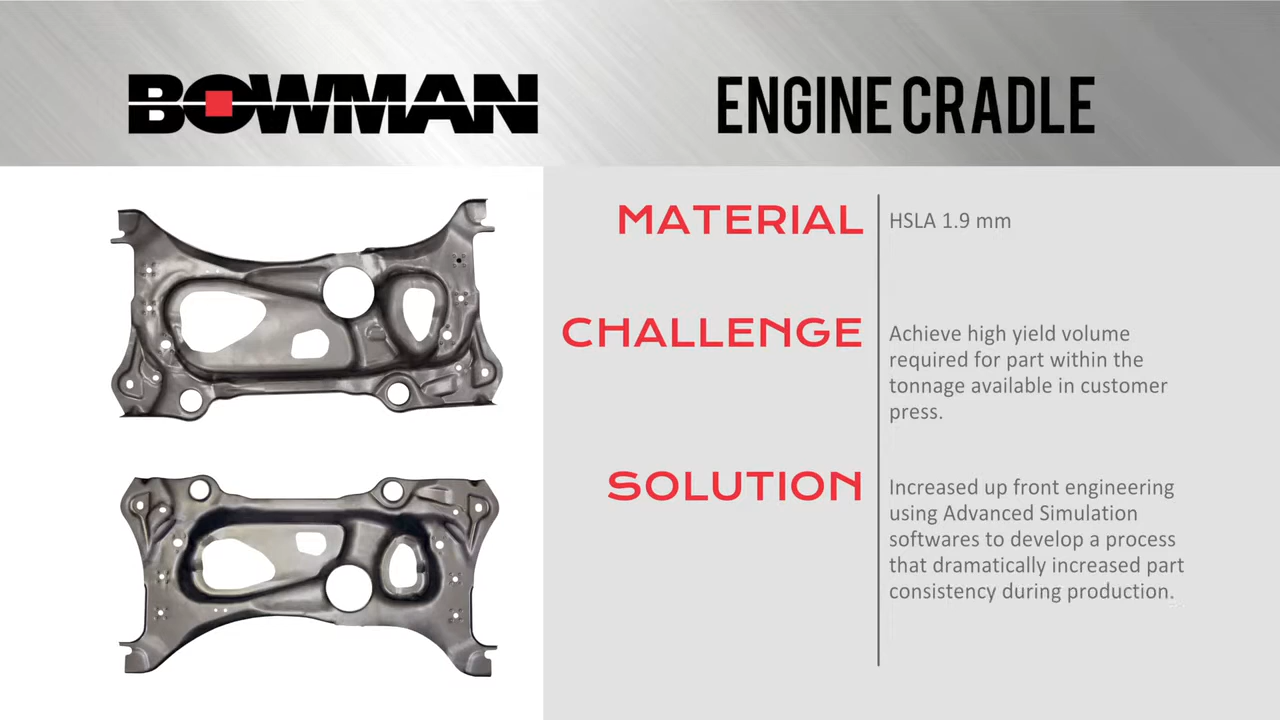 BOWMAN
ENGINE CRADLE
MATERIAL
HSLA 1.9 mm
CHALLENGE
Achieve high yield volume
required for part within the
tonnage available in customer
press.
SOLUTION
Increased up front engineering
using Advanced Simulation
softwares to develop a process
that dramatically increased part
consistency during production.